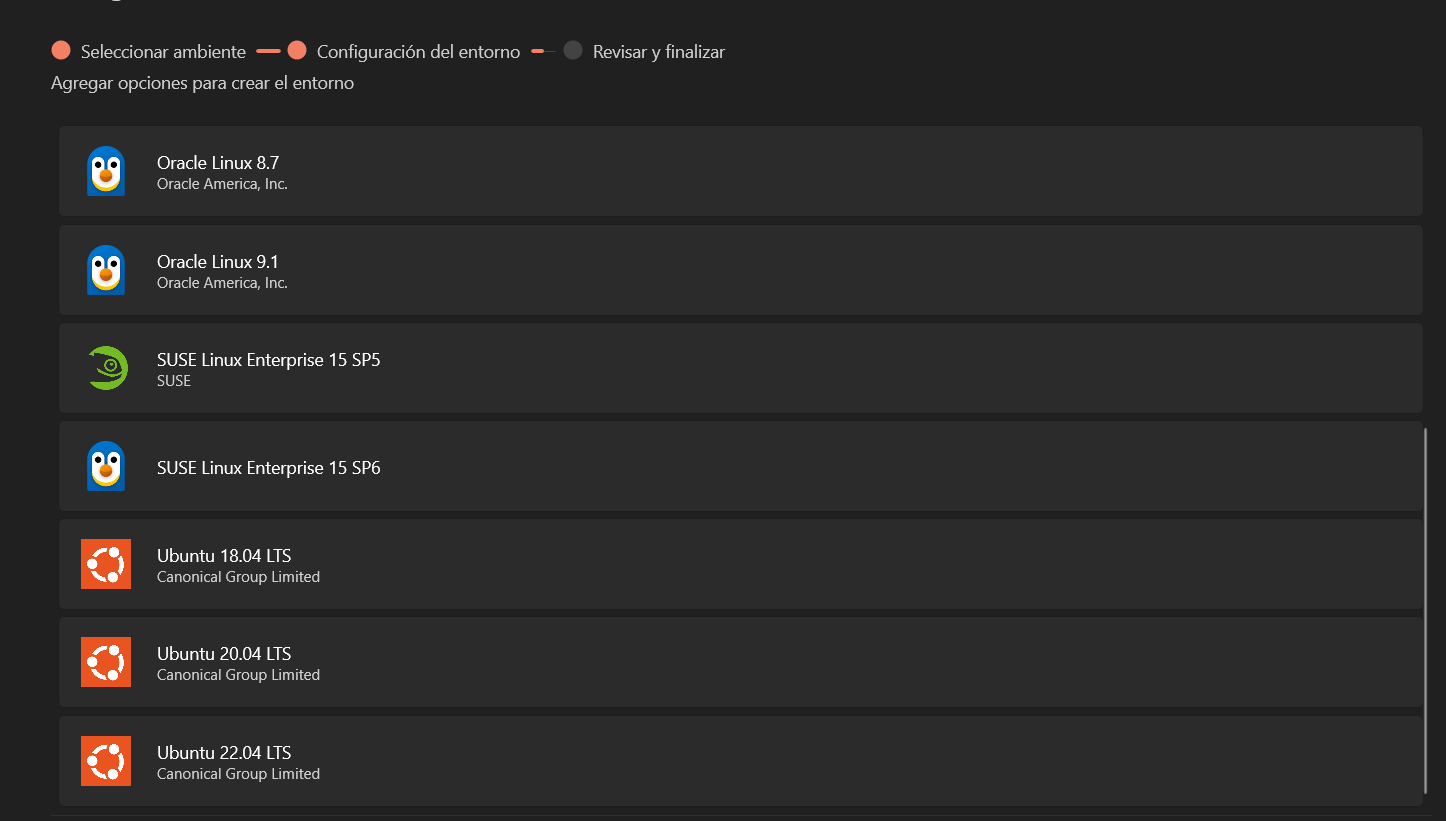 Seleccionar ambiente Configuración del entorno Revisar y finalizar
Agregar opciones para crear el entorno
Oracle Linux 8.7
Oracle America, Inc.
Oracle Linux 9.1
Oracle America, Inc.
SUSE Linux Enterprise 15 SP5
SUSE
SUSE Linux Enterprise 15 SP6
Ubuntu 18.04 LTS
Canonical Group Limited
Ubuntu 20.04 LTS
Canonical Group Limited
Ubuntu 22.04 LTS
Canonical Group Limited